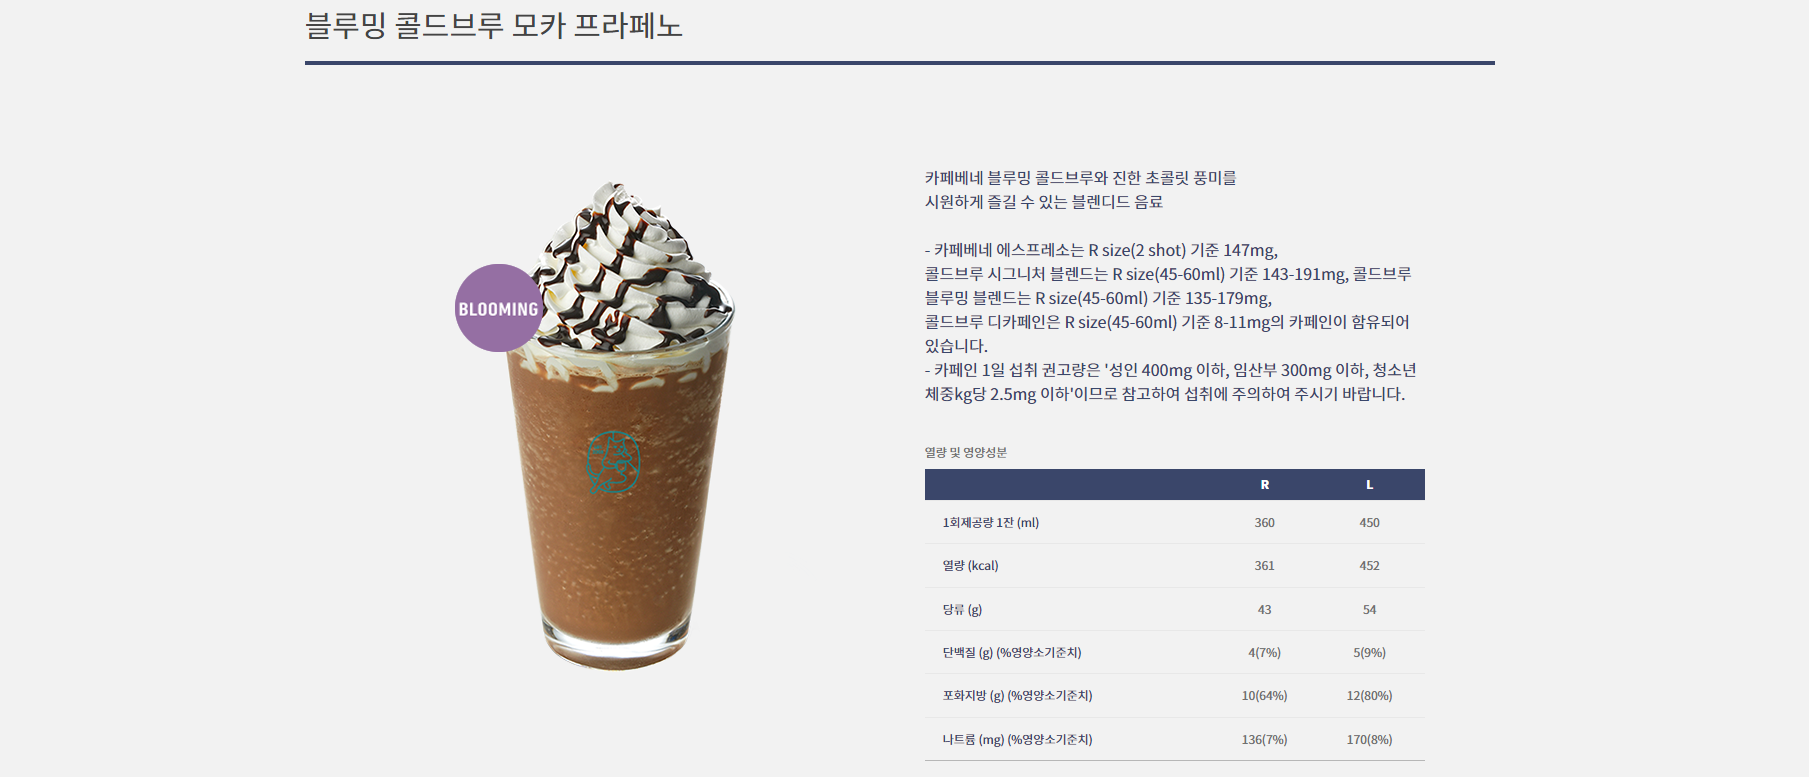 블루밍 콜드브루 모카 프라페노
BLOOMING
카페베네 블루밍 콜드브루와 진한 초콜릿 풍미를
시원하게 즐길 수 있는 블렌디드 음료
- 카페베네 에스프레소는 R size(2 shot) 기준 147mg,
콜드브루 시그니처 블렌드는 R size(45-60ml) 기준 143-191mg, 콜드브루
블루밍 블렌드는 R size(45-60ml) 기준 135-179mg,
콜드브루 디카페인은 R size(45-60ml) 기준 8-11mg의 카페인이 함유되어
있습니다.
- 카페인 1일 섭취 권고량은 '성인 400mg 이하, 임산부 300mg 이하, 청소년
체중kg당 2.5mg 이하'이므로 참고하여 섭취에 주의하여 주시기 바랍니다.
열량 및 영양성분
R L
1회제공량 1잔 (ml) 360 450
열량 (kcal) 361 452
당류 (g) 43 54
단백질 (g) (%영양소기준치) 4(7%) 5(9%)
포화지방 (g) (%영양소기준치) 10(64%) 12(80%)
나트륨 (mg) (%영양소기준치) 136(7%) 170(8%)